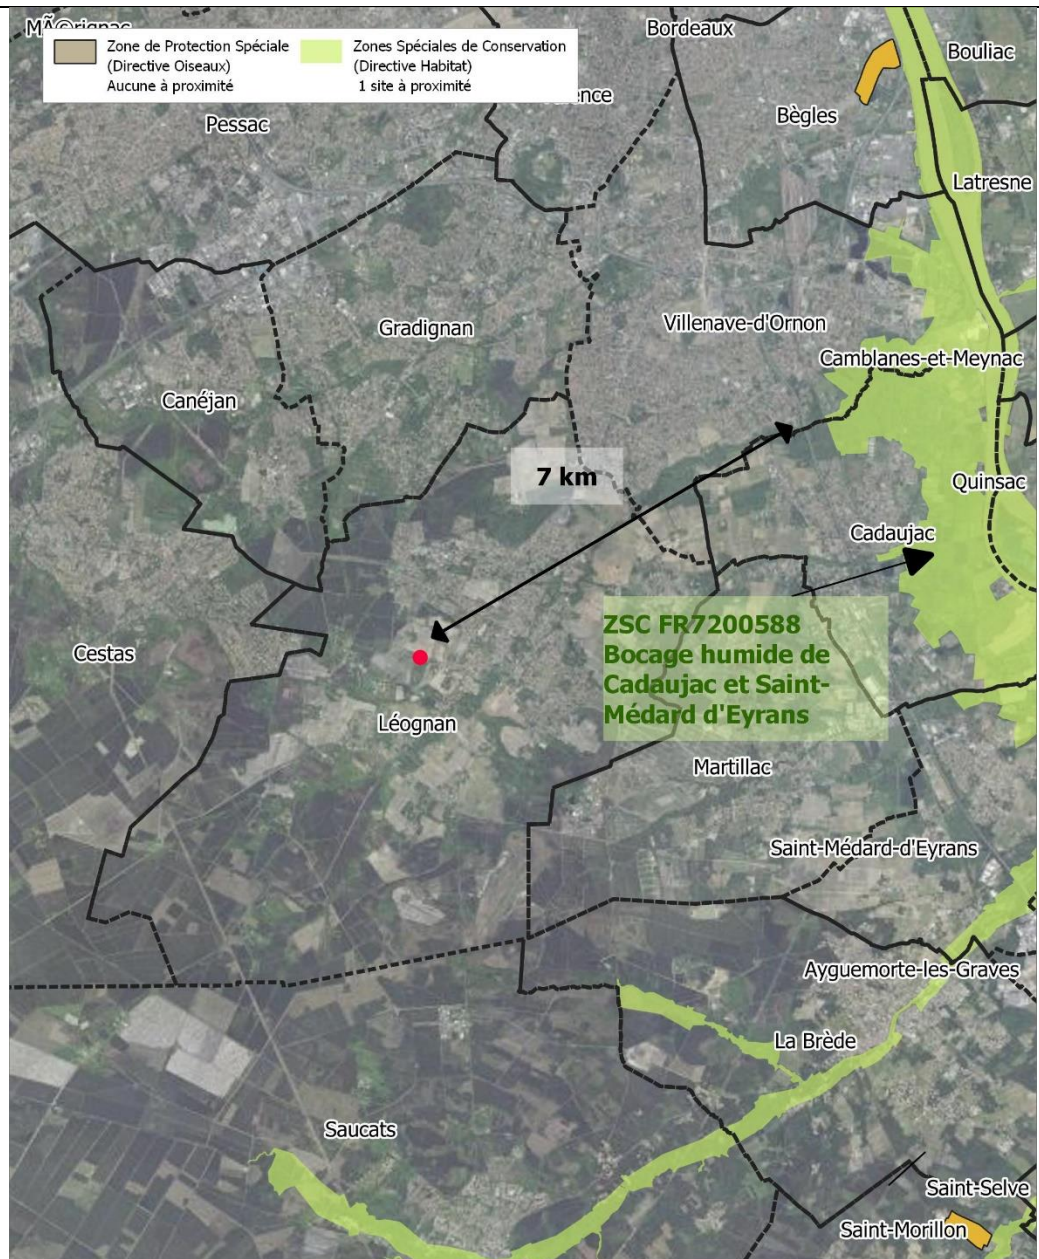 MÃ©rignac
Bordeaux
Zone de Protection Spéciale
(Directive Oiseaux)
Aucune à proximité
Zones Spéciales de Conservation
(Directive Habitat)
1 site à proximité
Bouliac
Bègles
Pessac
Latresne
Gradignan
Villenave-d'Ornon
Camblanes-et-Meynac
Canéjan
7 km
Quinsac
Cadaujac
ZSC FR7200588
Bocage humide de
Cadaujac et Saint-
Médard d'Eyrans
Cestas
Léognan
Martillac
Saint-Médard-d'Eyrans
Ayguemorte-les-Graves
La Brède
Saucats
Saint-Selve
Saint-Morillon